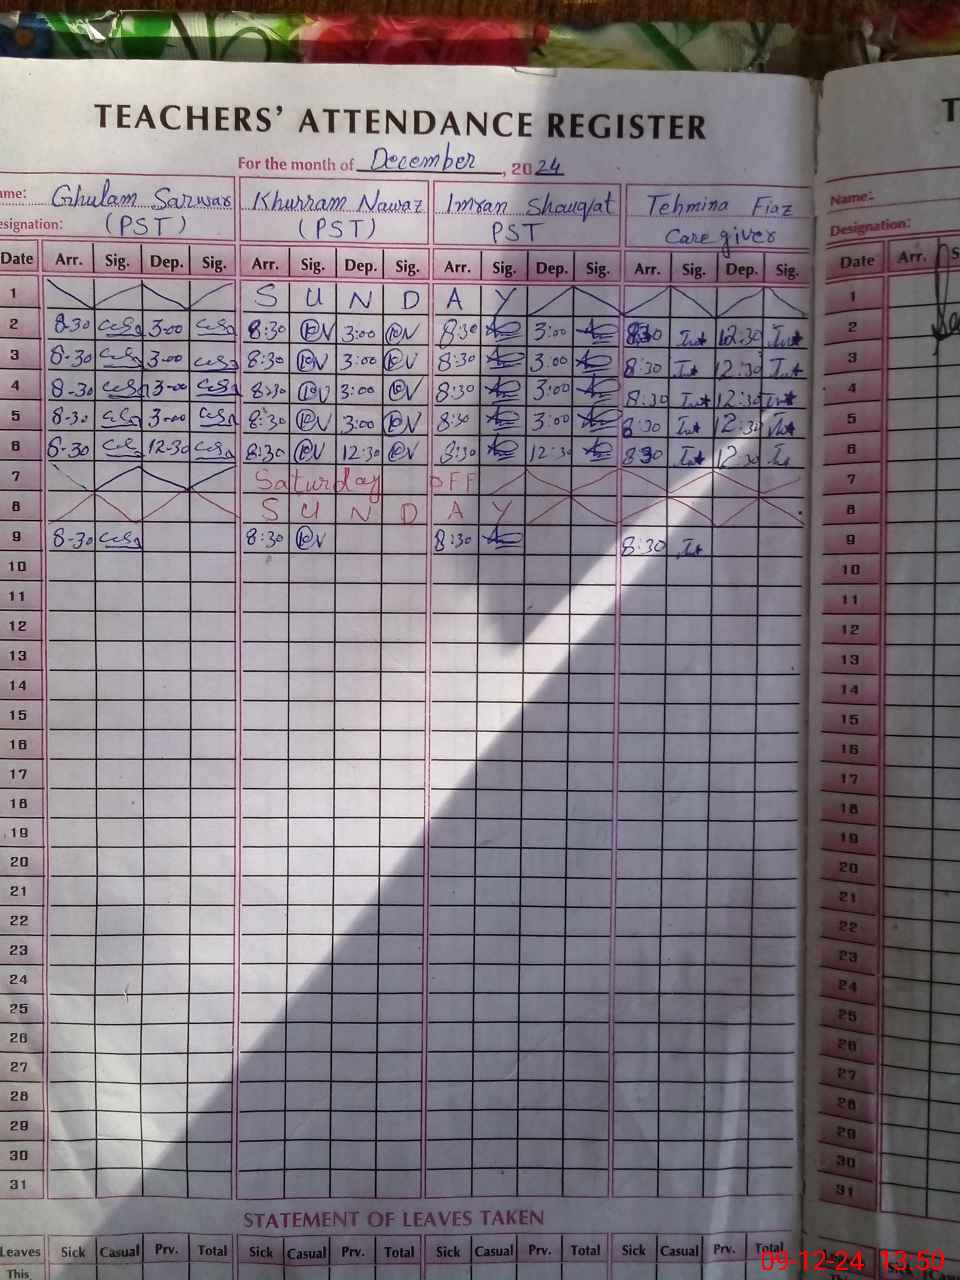 TEACHERS' ATTENDANCE REGISTER
For the month of December, 2024
ame: Ghulam Sarwar Khurram Nawaz Imran Shauqat Tehmina Fiaz
esignation: (PST) (PST) PST Care giver
Date Arr. Sig. Dep. Sig. Arr. Sig. Dep. Sig. Arr. Sig. Dep. Sig. Arr. Sig. Dep. Sig.
1 S U N D A Y
2 8-30 3-00 8:30 3:00 8:30 3:00 8:30 12:30
3 8-30 3-00 8:30 3:00 8:30 3:00 8:30 12:30
4 8-30 3-00 8:30 3:00 8:30 3:00 8:30 12:30
5 8-30 3-00 8:30 3:00 8:30 3:00 8:30 12:30
6 8-30 12-30 8:30 12:30 8:30 12:30 8:30 12:30
7 Saturday OFF
8 S U N D A Y
9 8-30 8:30 8:30 8:30
10
11
12
13
14
15
16
17
18
19
20
21
22
23
24
25
26
27
28
29
30
31
STATEMENT OF LEAVES TAKEN
Leaves Sick Casual Prv. Total Sick Casual Prv. Total Sick Casual Prv. Total Sick Casual Prv. Total
This
T
Name:
Designation:
Date Arr.
1
2
3
4
5
6
7
8
9
10
11
12
13
14
15
16
17
18
19
20
21
22
23
24
25
26
27
28
29
30
31
09-12-24 13:50